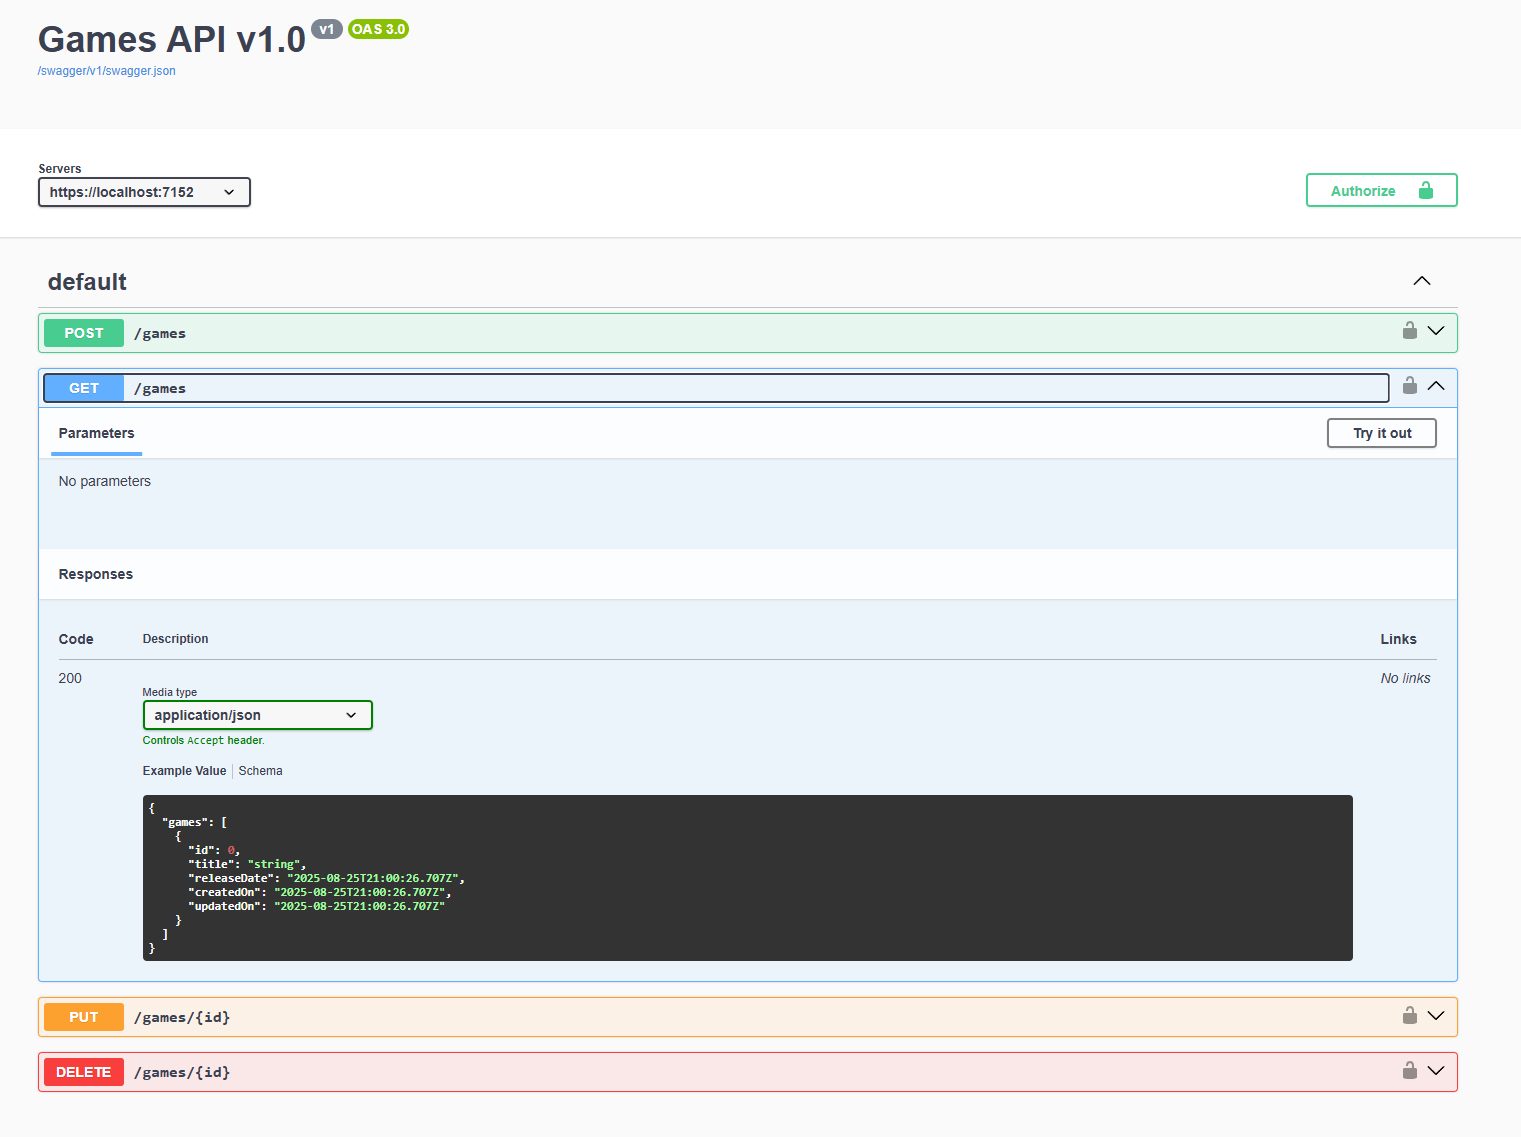 Games API v1.0 v1 OAS 3.0
/swagger/v1/swagger.json
Servers
https://localhost:7152
Authorize
default
POST /games
GET /games
Parameters
Try it out
No parameters
Responses
Code Description Links
200 No links
Media type
application/json
Controls Accept header.
Example Value Schema
{
  "games": [
    {
      "id": 0,
      "title": "string",
      "releaseDate": "2025-08-25T21:00:26.707Z",
      "createdOn": "2025-08-25T21:00:26.707Z",
      "updatedOn": "2025-08-25T21:00:26.707Z"
    }
  ]
}
PUT /games/{id}
DELETE /games/{id}